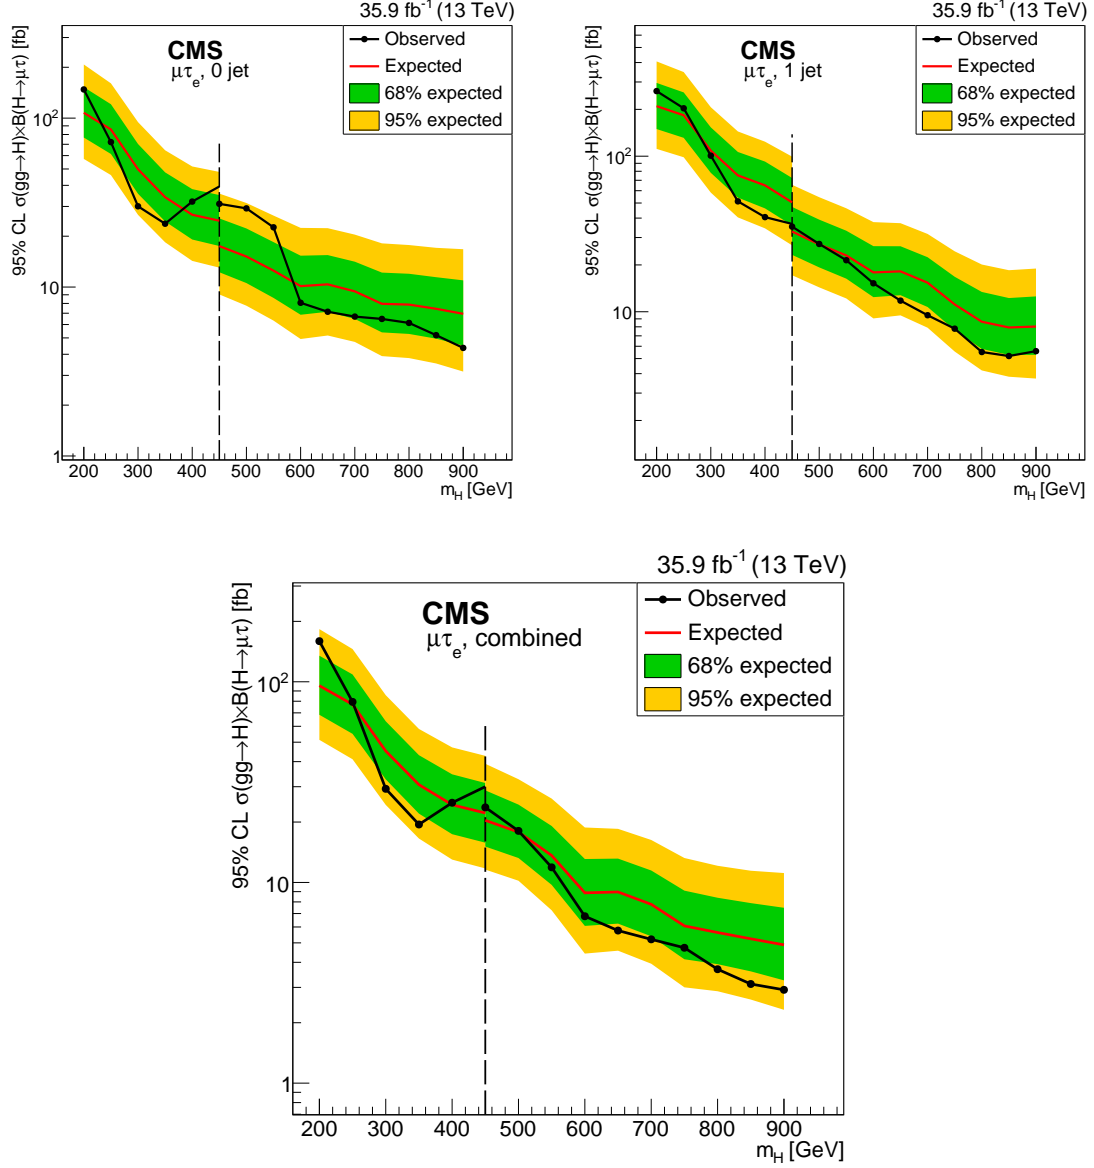 35.9 fb⁻¹ (13 TeV)
95% CL σ(gg→H)×B(H→μτ) [fb]
CMS
μτₑ, 0 jet
Observed
Expected
68% expected
95% expected
10²
10
1
200 300 400 500 600 700 800 900
m_H [GeV]
35.9 fb⁻¹ (13 TeV)
95% CL σ(gg→H)×B(H→μτ) [fb]
CMS
μτₑ, 1 jet
Observed
Expected
68% expected
95% expected
10²
10
200 300 400 500 600 700 800 900
m_H [GeV]
35.9 fb⁻¹ (13 TeV)
95% CL σ(gg→H)×B(H→μτ) [fb]
CMS
μτₑ, combined
Observed
Expected
68% expected
95% expected
10²
10
1
200 300 400 500 600 700 800 900
m_H [GeV]